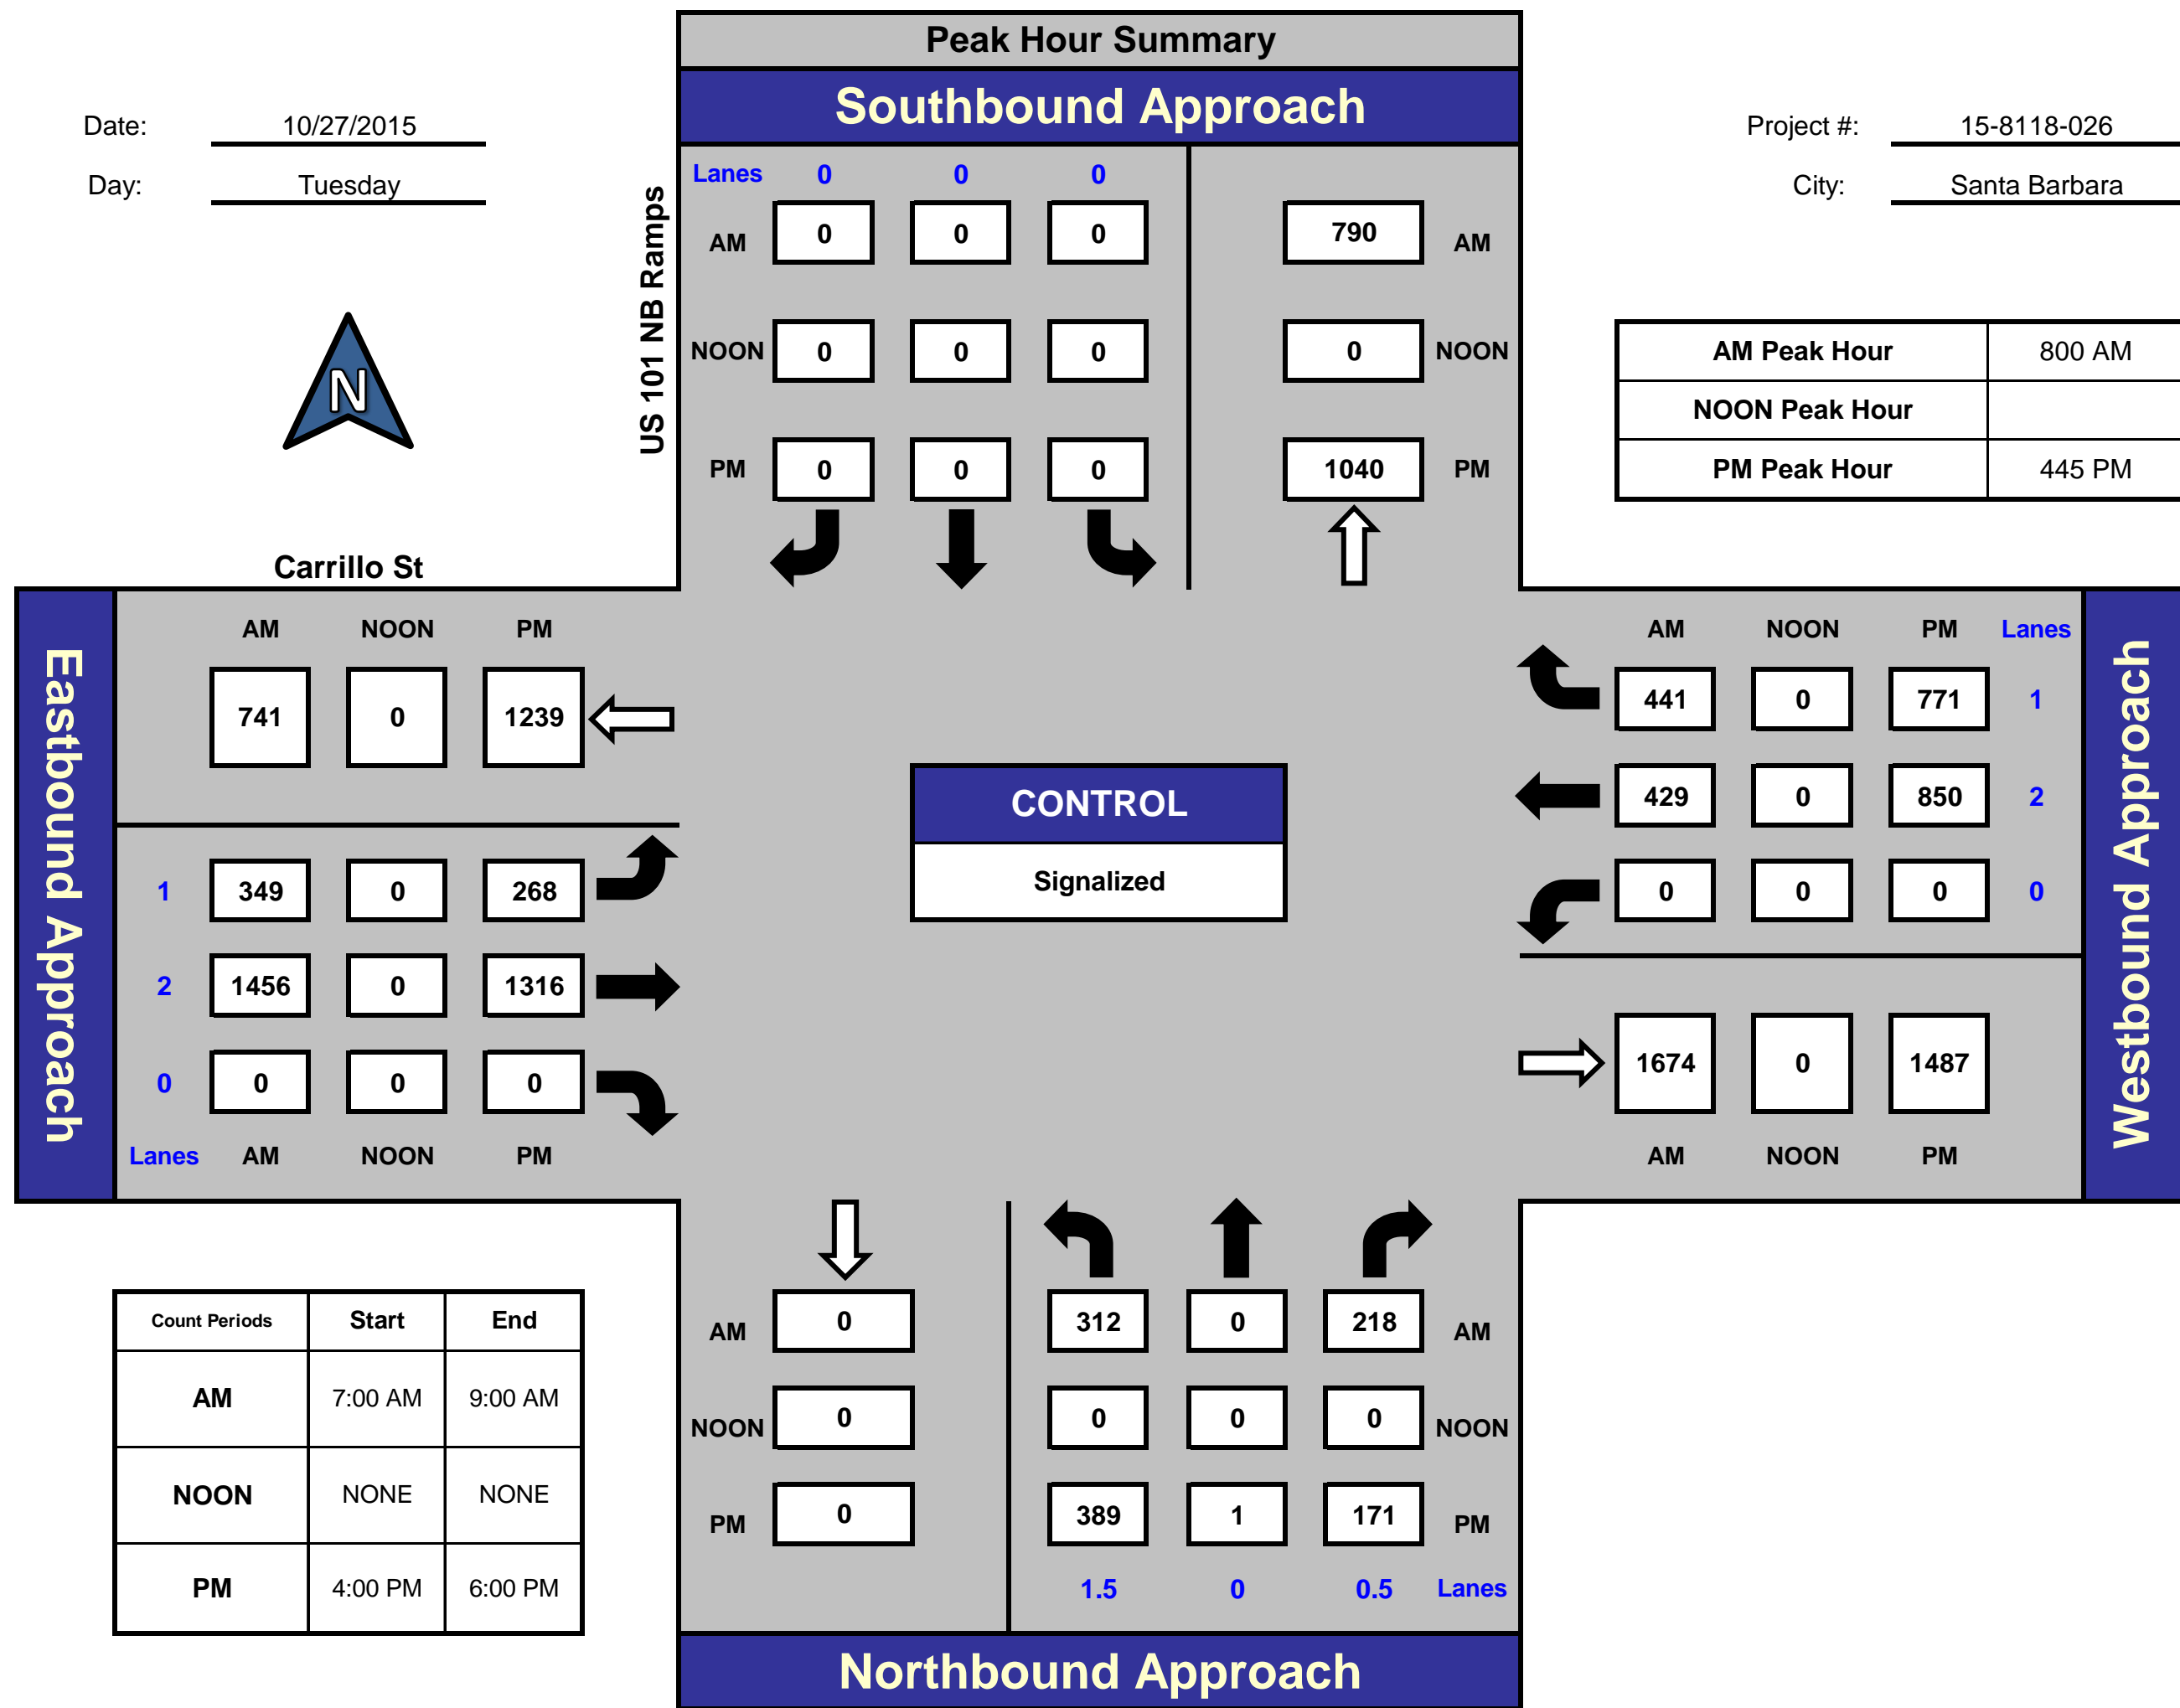 Peak Hour Summary
Southbound Approach
Date: 10/27/2015
Day: Tuesday
Project #: 15-8118-026
City: Santa Barbara
N
US 101 NB Ramps
Lanes 0 0 0
AM 0 0 0 790 AM
NOON 0 0 0 0 NOON
PM 0 0 0 1040 PM
AM Peak Hour 800 AM
NOON Peak Hour
PM Peak Hour 445 PM
Carrillo St
Eastbound Approach
AM NOON PM
741 0 1239
1 349 0 268
2 1456 0 1316
0 0 0 0
Lanes AM NOON PM
CONTROL
Signalized
AM NOON PM Lanes
441 0 771 1
429 0 850 2
0 0 0 0
1674 0 1487
AM NOON PM
Westbound Approach
Count Periods Start End
AM 7:00 AM 9:00 AM
NOON NONE NONE
PM 4:00 PM 6:00 PM
AM 0 312 0 218 AM
NOON 0 0 0 0 NOON
PM 0 389 1 171 PM
1.5 0 0.5 Lanes
Northbound Approach